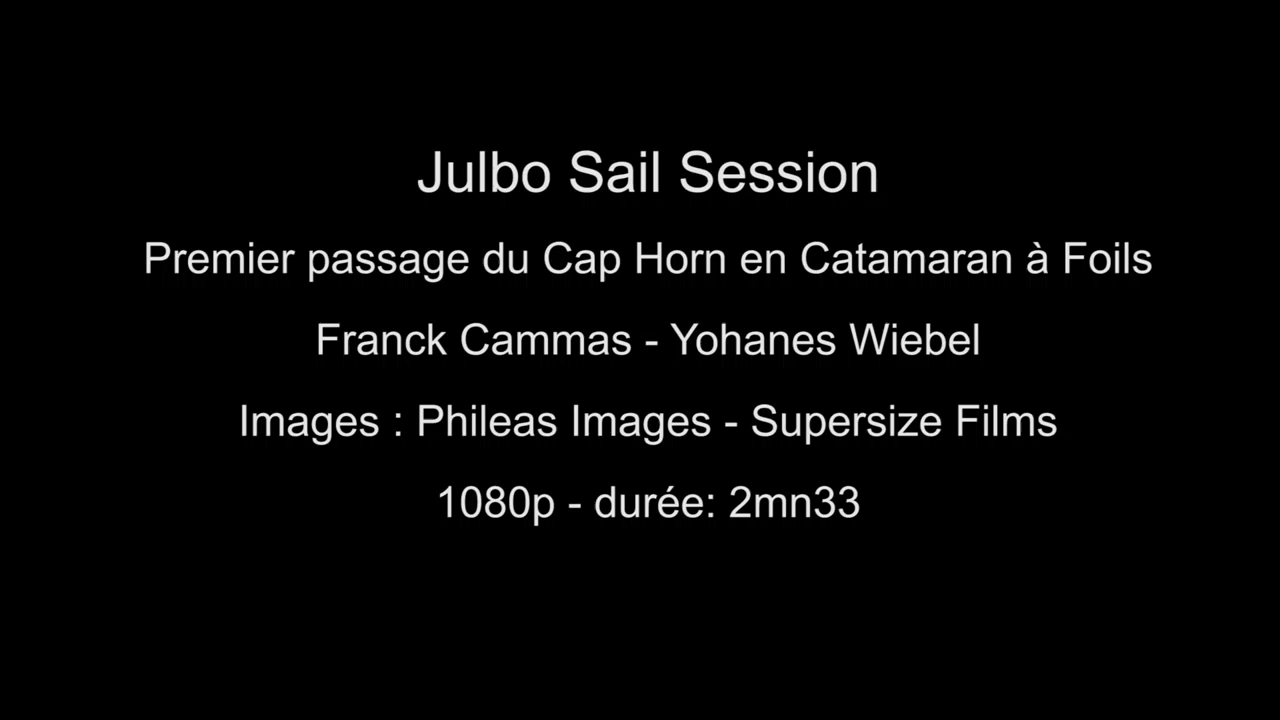 Julbo Sail Session
Premier passage du Cap Horn en Catamaran à Foils
Franck Cammas - Yohanes Wiebel
Images : Phileas Images - Supersize Films
1080p - durée: 2mn33